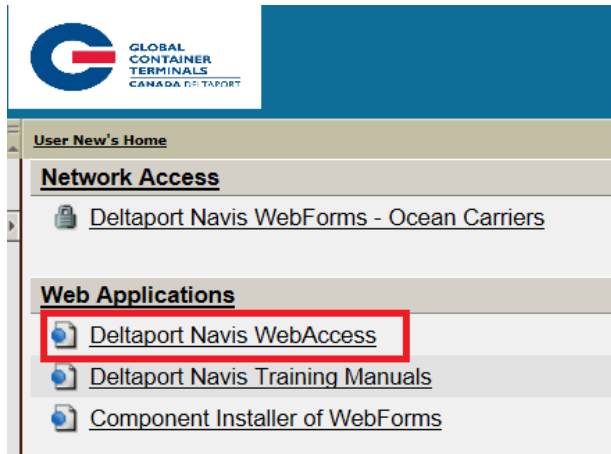 GLOBAL
CONTAINER
TERMINALS
CANADA DELTAPORT
User New's Home
Network Access
Deltaport Navis WebForms - Ocean Carriers
Web Applications
Deltaport Navis WebAccess
Deltaport Navis Training Manuals
Component Installer of WebForms